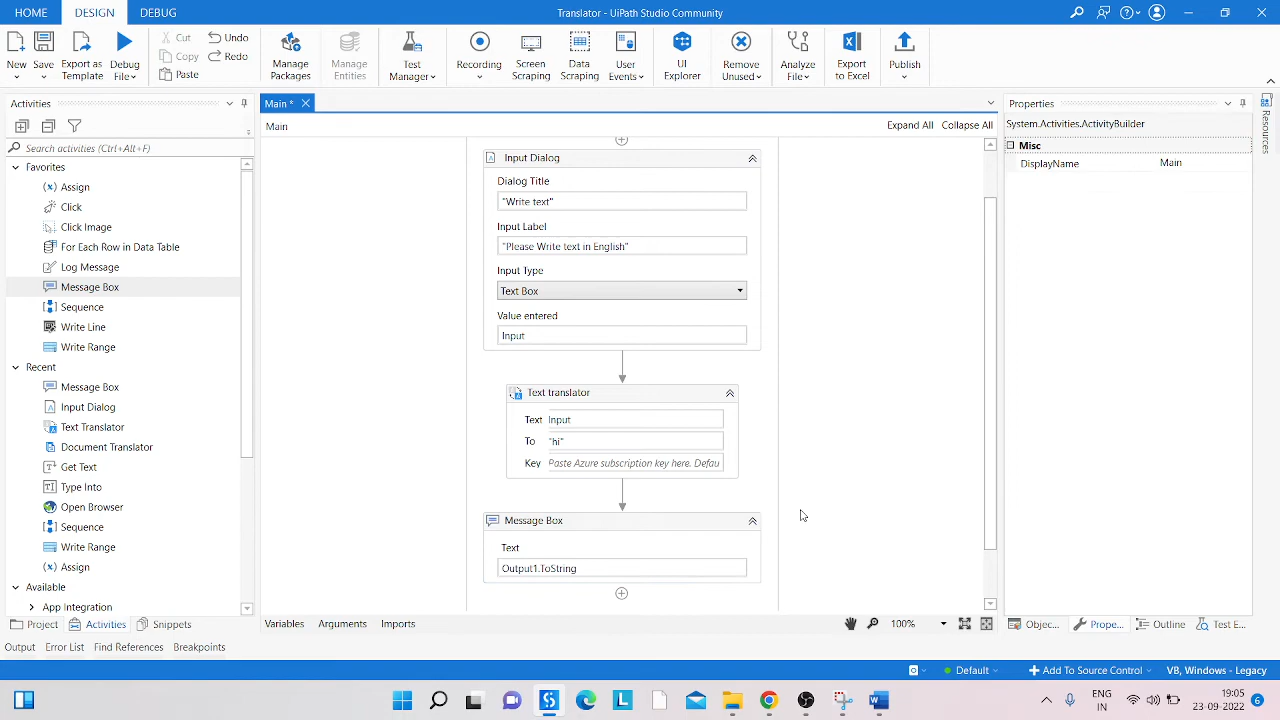 HOME DESIGN DEBUG Translator - UiPath Studio Community
New Save Export as Template Debug File Cut Copy Paste Undo Redo Manage Packages Manage Entities Test Manager Recording Screen Scraping Data Scraping User Events UI Explorer Remove Unused Analyze File Export to Excel Publish
Activities
Search activities (Ctrl+Alt+F)
Favorites
Assign
Click
Click Image
For Each Row in Data Table
Log Message
Message Box
Sequence
Write Line
Write Range
Recent
Message Box
Input Dialog
Text Translator
Document Translator
Get Text
Type Into
Open Browser
Sequence
Write Range
Assign
Available
App Integration
Project Activities Snippets
Main *
Main Expand All Collapse All
Input Dialog
Dialog Title
"Write text"
Input Label
"Please Write text in English"
Input Type
Text Box
Value entered
Input
Text translator
Text Input
To "hi"
Key Paste Azure subscription key here. Defau
Message Box
Text
Output1.ToString
Variables Arguments Imports 100%
Properties
System.Activities.ActivityBuilder
Misc
DisplayName Main
Resources
Objec... Prope... Outline Test E...
Output Error List Find References Breakpoints
Default Add To Source Control VB, Windows - Legacy
ENG
IN
19:05
23-09-2022
6